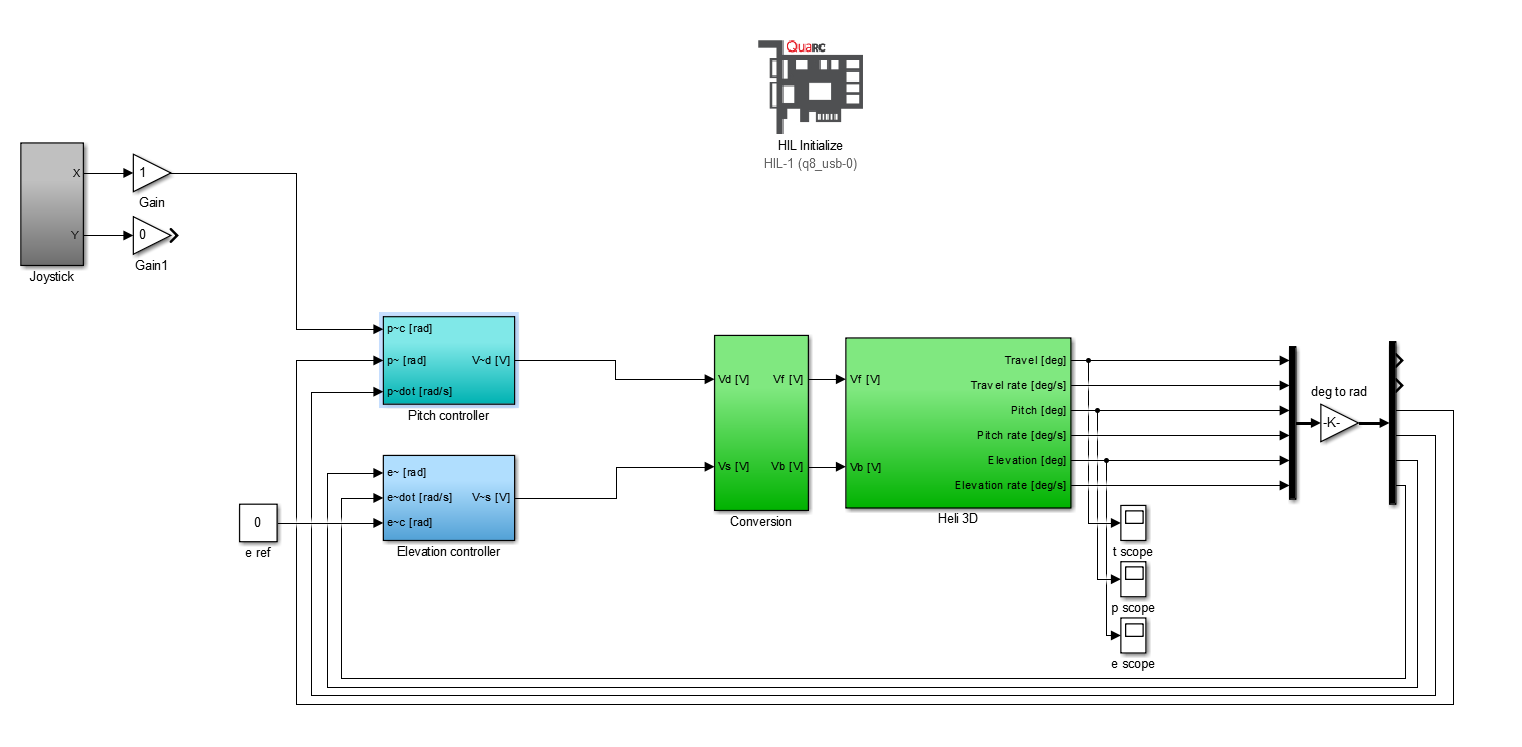 QuaRC
HIL Initialize
HIL-1 (q8_usb-0)
X
1
Gain
Y
0
Gain1
Joystick
p~c [rad]
p~ [rad]
V~d [V]
p~dot [rad/s]
Pitch controller
e~ [rad]
e~dot [rad/s]
V~s [V]
e~c [rad]
Elevation controller
0
e ref
Vd [V]
Vf [V]
Vs [V]
Vb [V]
Conversion
Vf [V]
Vb [V]
Travel [deg]
Travel rate [deg/s]
Pitch [deg]
Pitch rate [deg/s]
Elevation [deg]
Elevation rate [deg/s]
Heli 3D
deg to rad
-K-
t scope
p scope
e scope